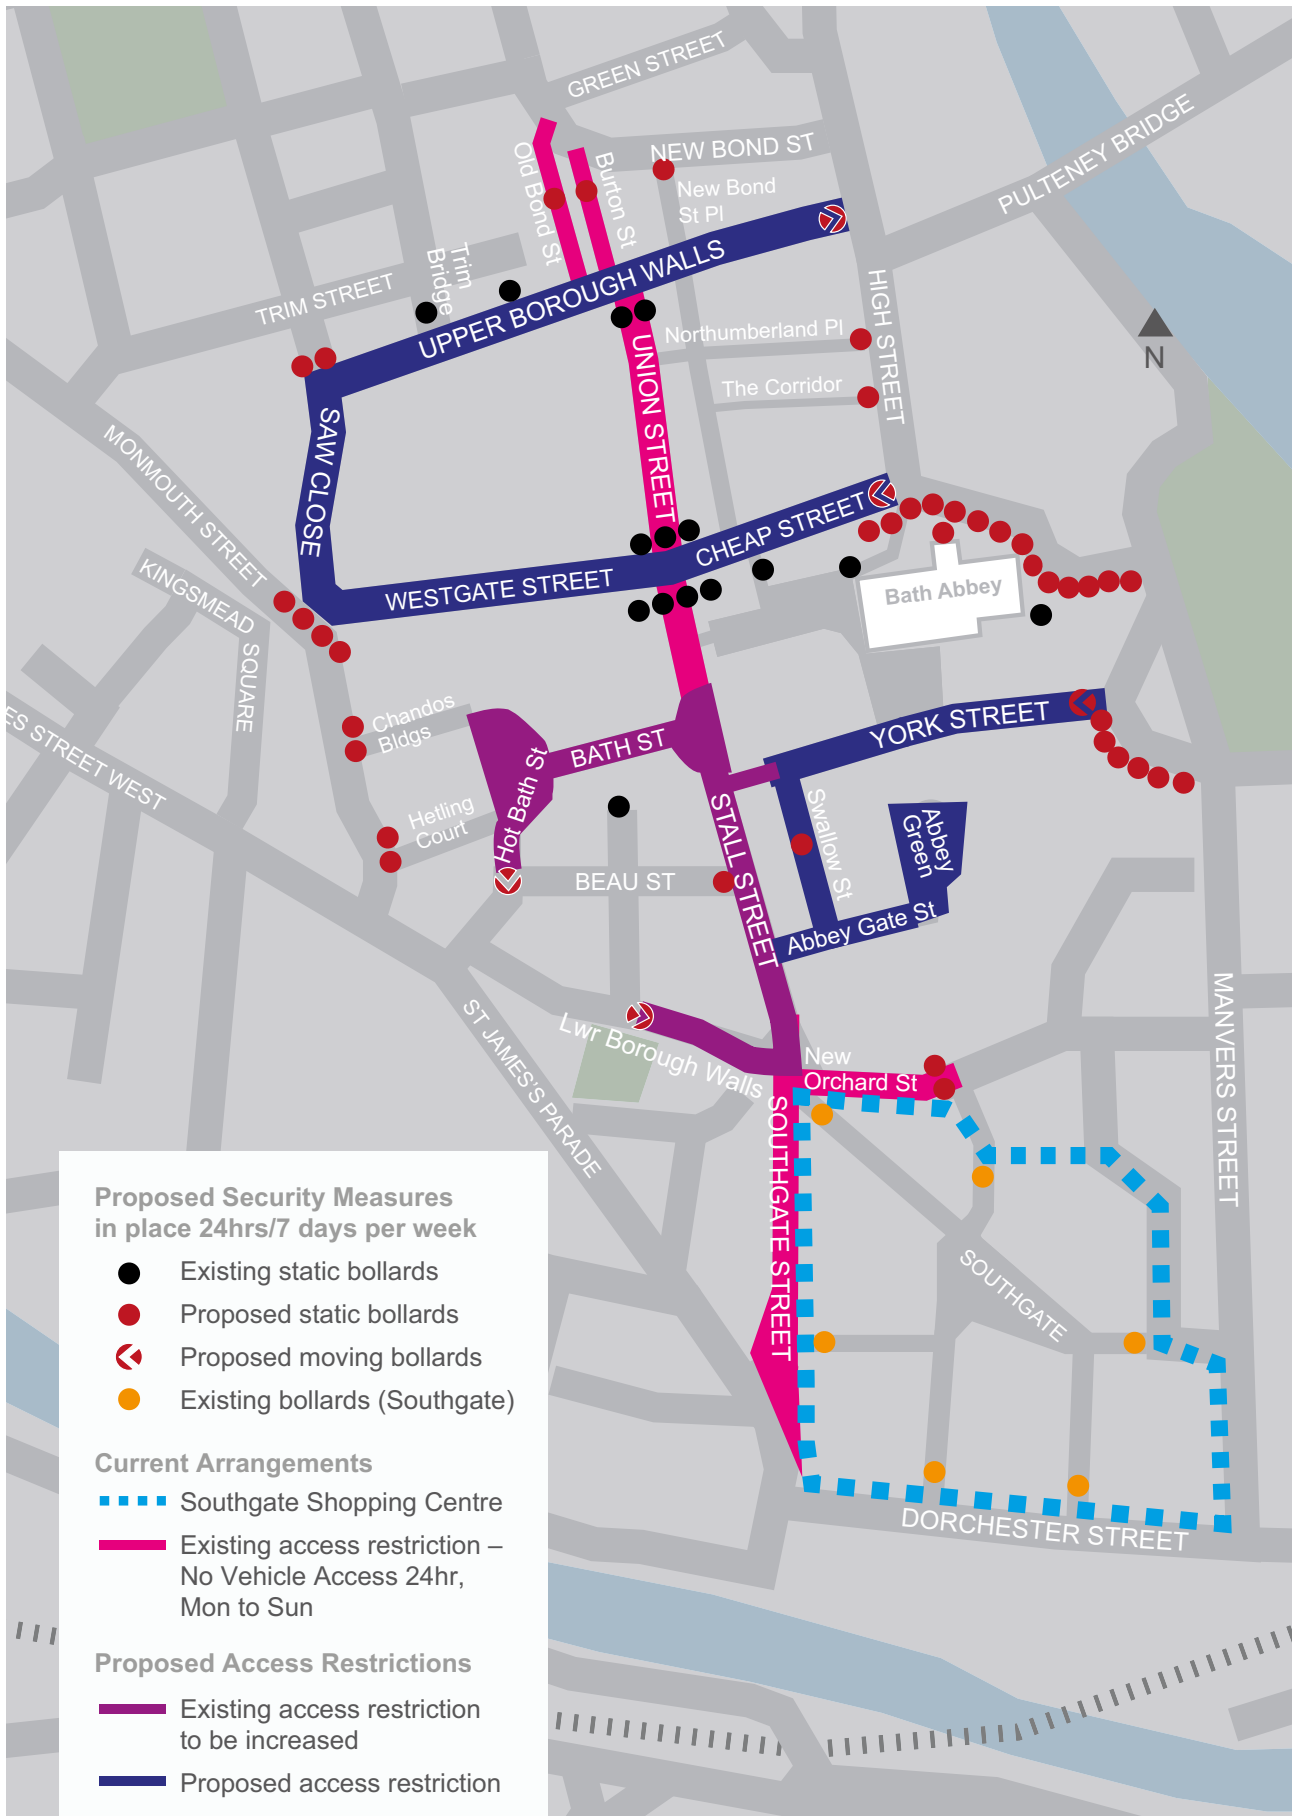 GREEN STREET
NEW BOND ST
PULTENEY BRIDGE
Old Bond St
Burton St
New Bond
St Pl
Trim
Bridge
TRIM STREET
UPPER BOROUGH WALLS
HIGH STREET
Northumberland Pl
UNION STREET
The Corridor
N
SAW CLOSE
MONMOUTH STREET
CHEAP STREET
KINGSMEAD
SQUARE
WESTGATE STREET
Bath Abbey
ES STREET WEST
Chandos
Bldgs
BATH ST
Hot Bath St
YORK STREET
Hetling
Court
STALL STREET
Swallow St
Abbey
Green
BEAU ST
Abbey Gate St
ST JAMES'S PARADE
Lwr Borough Walls
New
Orchard St
MANVERS STREET
SOUTHGATE STREET
SOUTHGATE
DORCHESTER STREET
Proposed Security Measures
in place 24hrs/7 days per week
Existing static bollards
Proposed static bollards
Proposed moving bollards
Existing bollards (Southgate)
Current Arrangements
Southgate Shopping Centre
Existing access restriction –
No Vehicle Access 24hr,
Mon to Sun
Proposed Access Restrictions
Existing access restriction
to be increased
Proposed access restriction